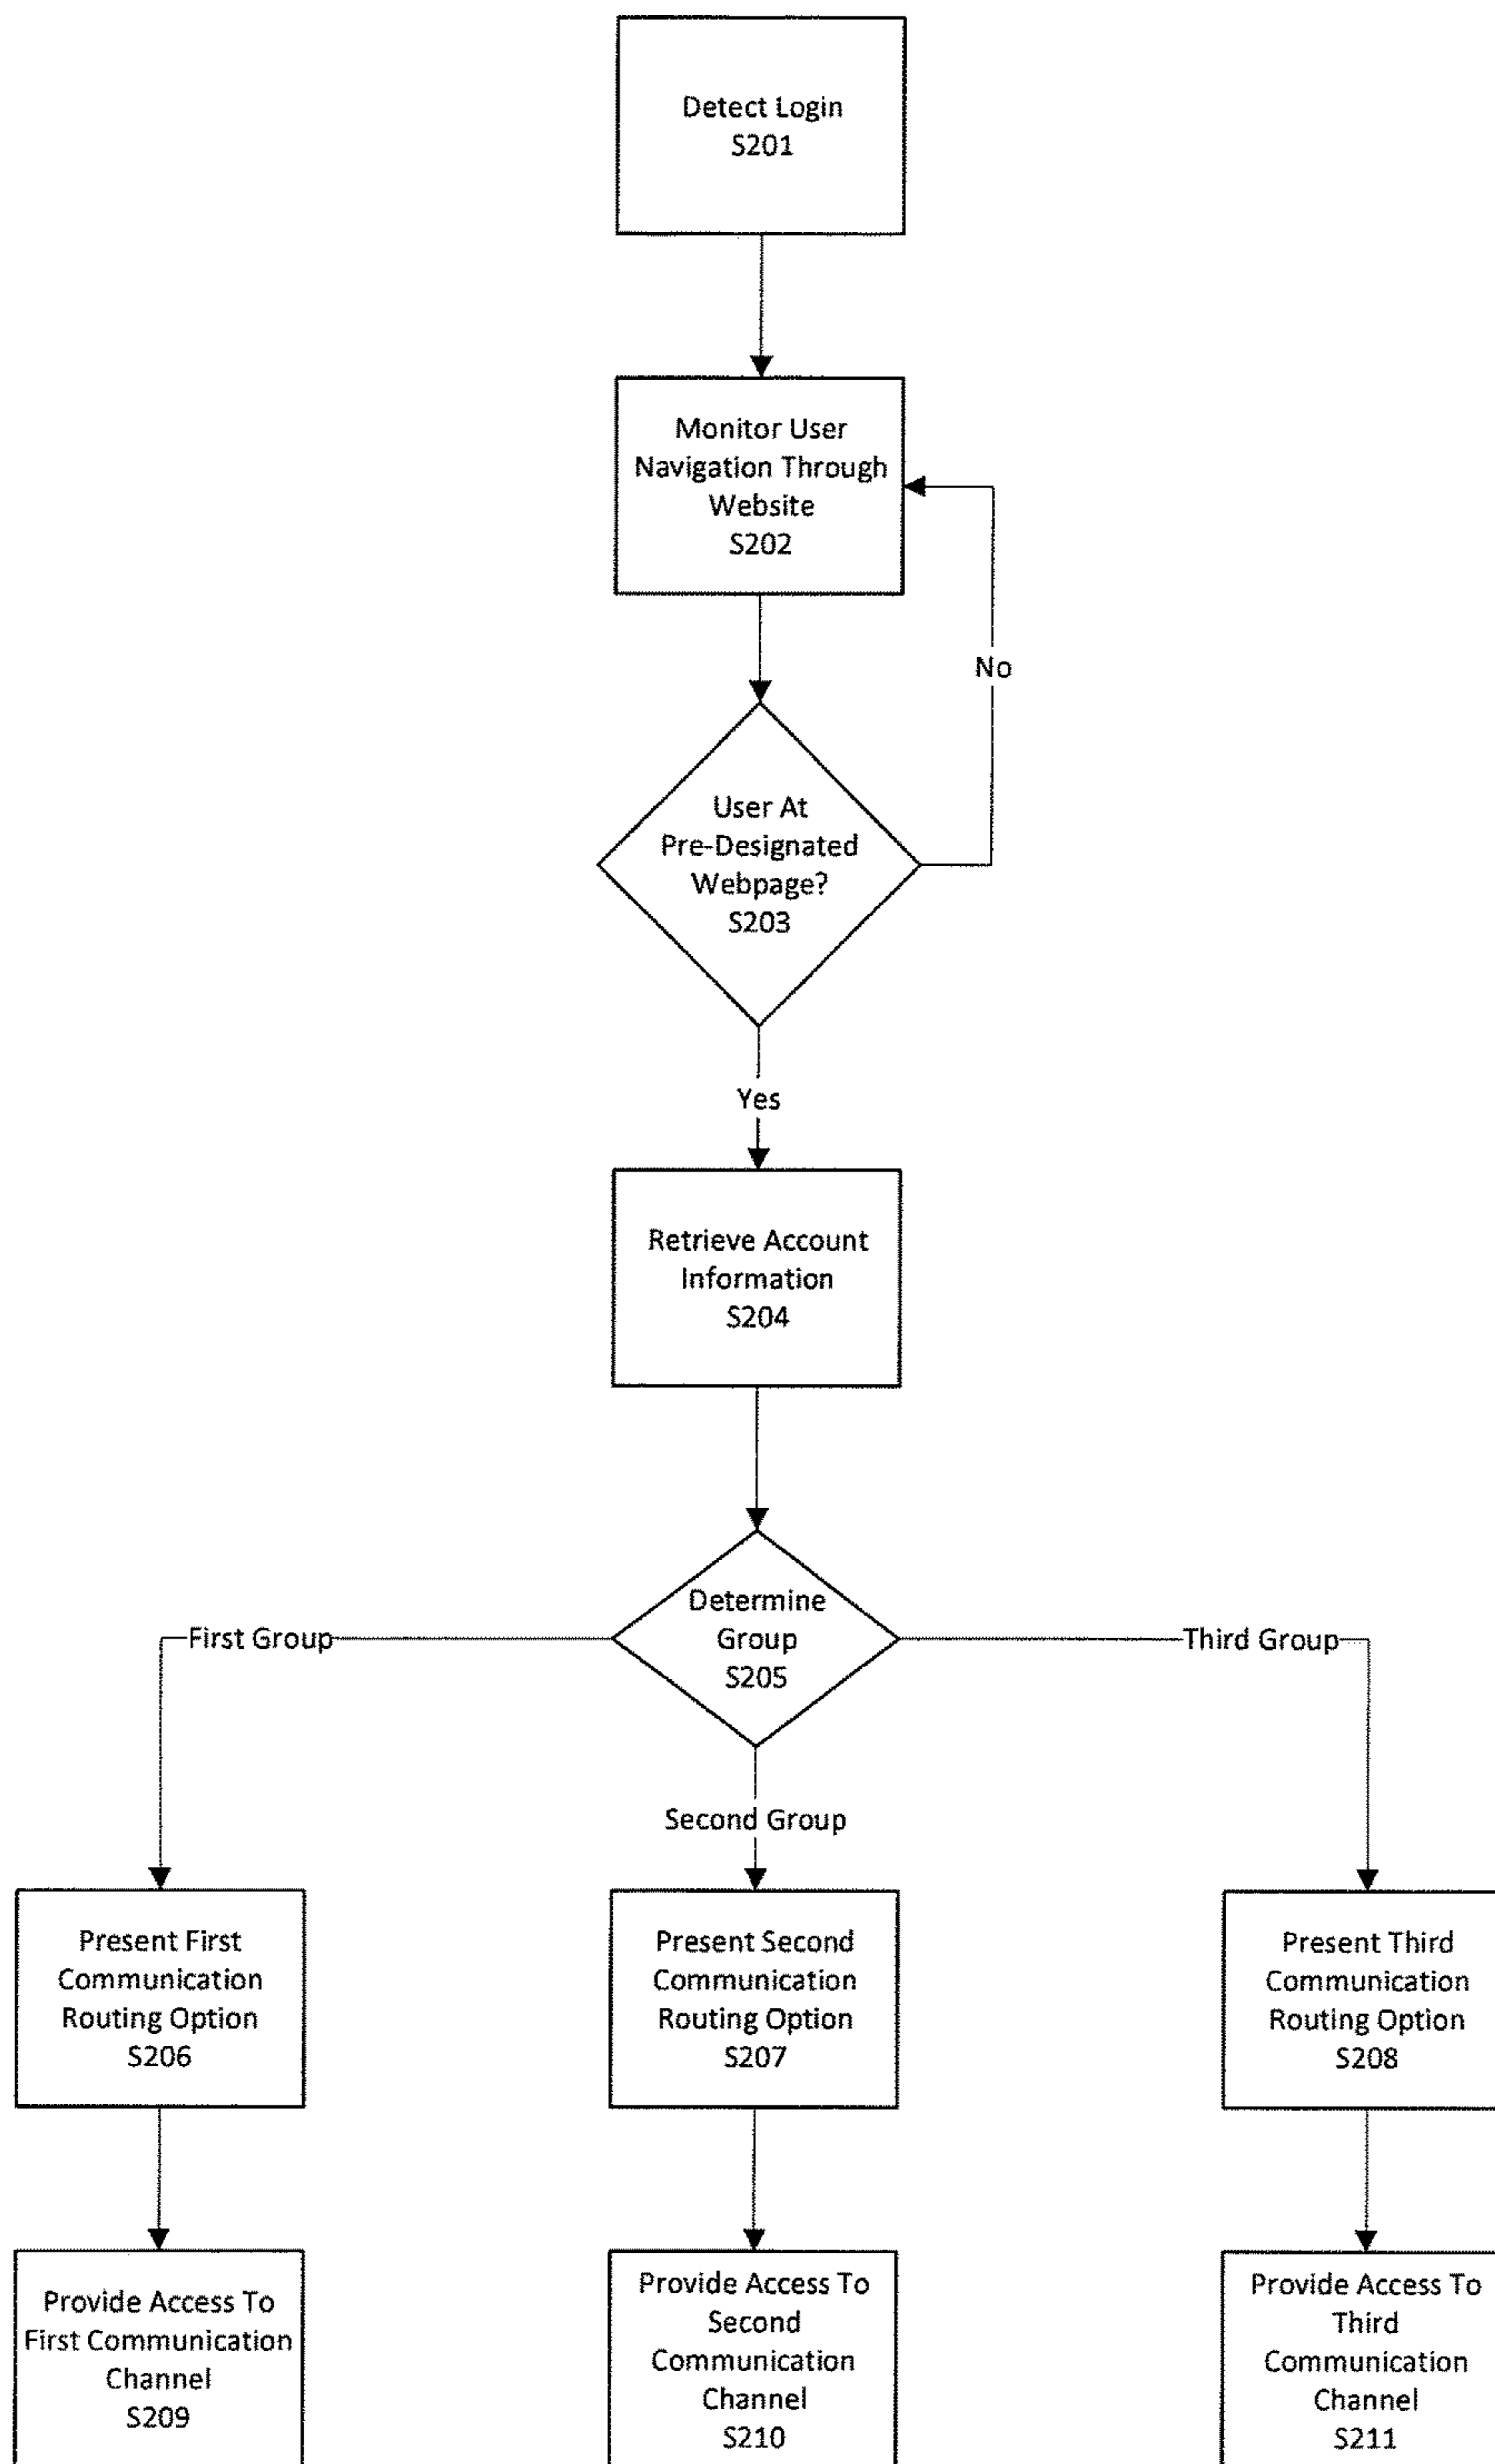 Detect Login
S201
Monitor User
Navigation Through
Website
S202
No
User At
Pre-Designated
Webpage?
S203
Yes
Retrieve Account
Information
S204
Determine
Group
S205
First Group
Third Group
Second Group
Present First
Communication
Routing Option
S206
Present Second
Communication
Routing Option
S207
Present Third
Communication
Routing Option
S208
Provide Access To
First Communication
Channel
S209
Provide Access To
Second
Communication
Channel
S210
Provide Access To
Third
Communication
Channel
S211